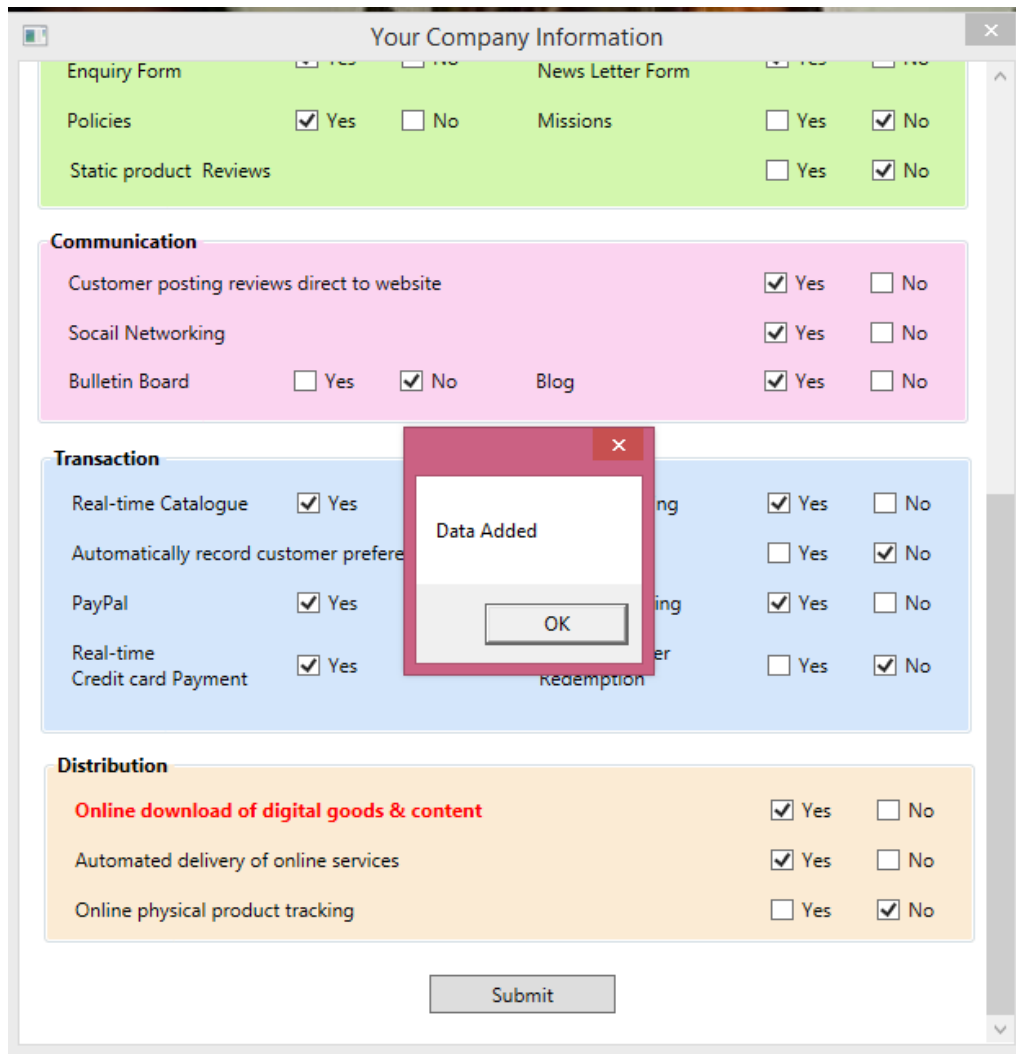 Your Company Information
Enquiry Form Yes No News Letter Form Yes No
Policies Yes No Missions Yes No
Static product Reviews Yes No
Communication
Customer posting reviews direct to website Yes No
Socail Networking Yes No
Bulletin Board Yes No Blog Yes No
Transaction
Real-time Catalogue Yes Yes No
Data Added
Automatically record customer Yes No
PayPal Yes Yes No
OK
Real-time
Credit card Payment Yes Redemption Yes No
Distribution
Online download of digital goods & content Yes No
Automated delivery of online services Yes No
Online physical product tracking Yes No
Submit